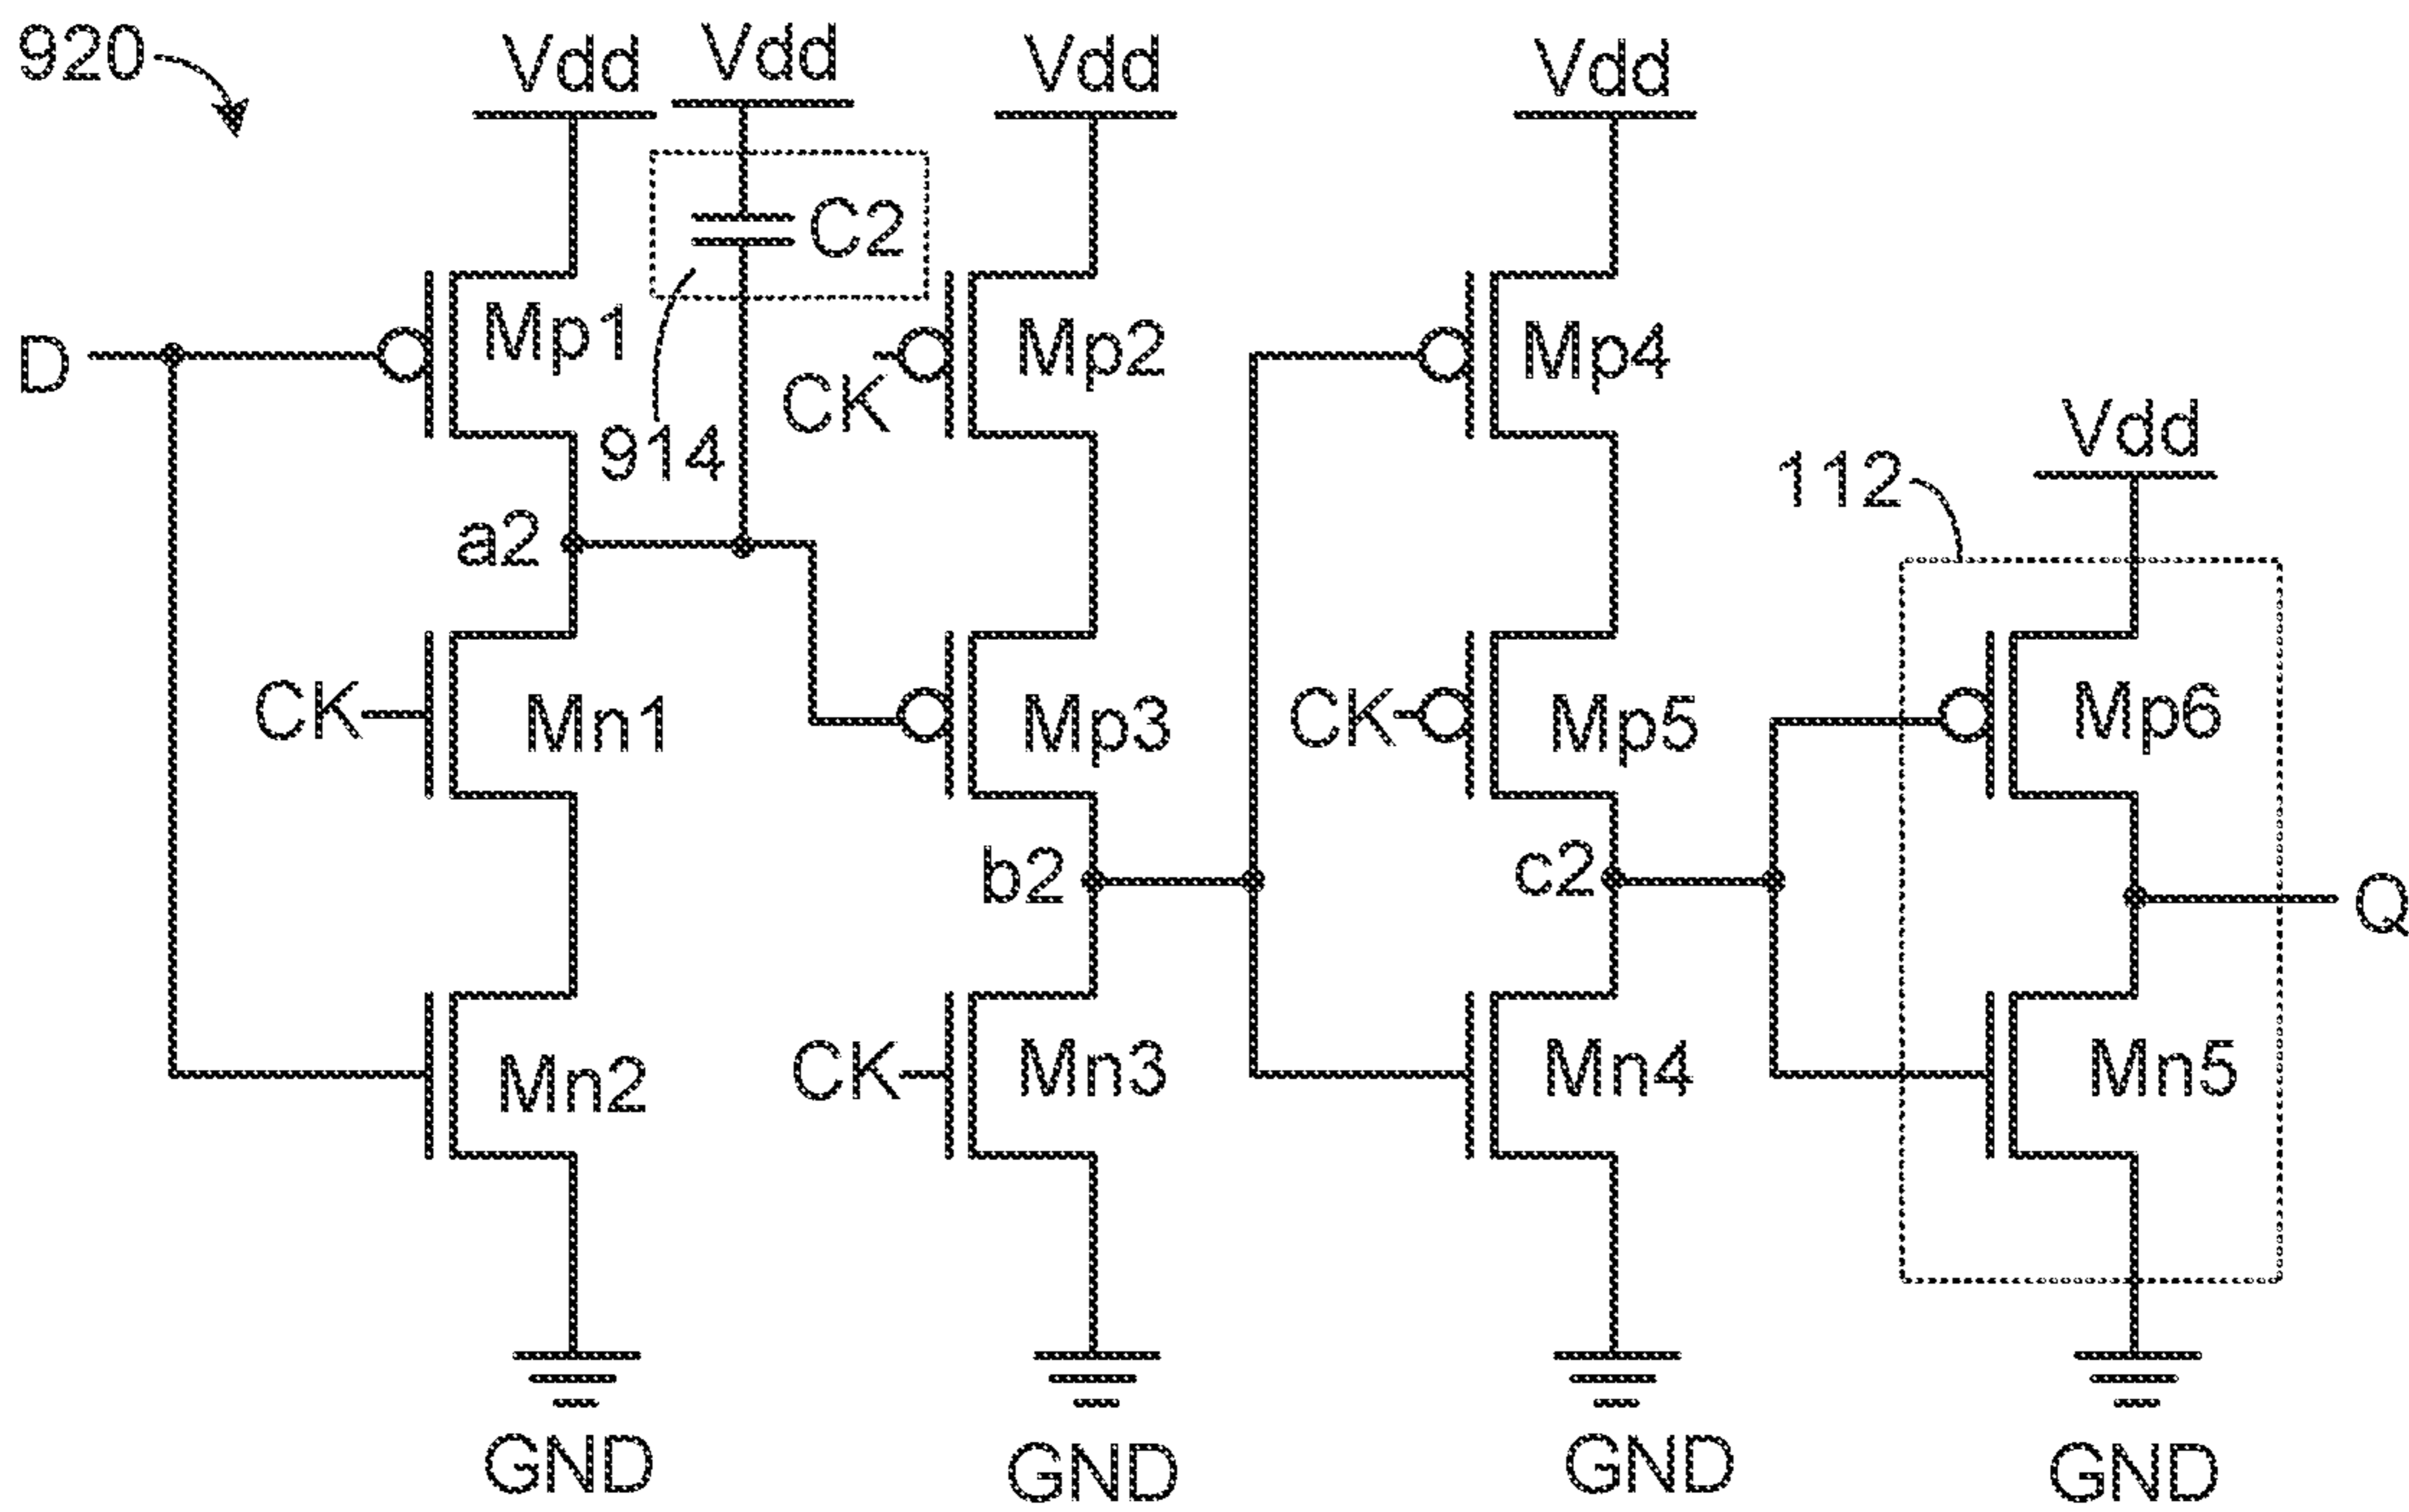 920
Vdd
Vdd
Vdd
Vdd
C2
D
Mp1
CK
Mp2
Mp4
914
Vdd
112
a2
CK
Mn1
Mp3
CK
Mp5
Mp6
b2
c2
Q
Mn2
CK
Mn3
Mn4
Mn5
GND
GND
GND
GND